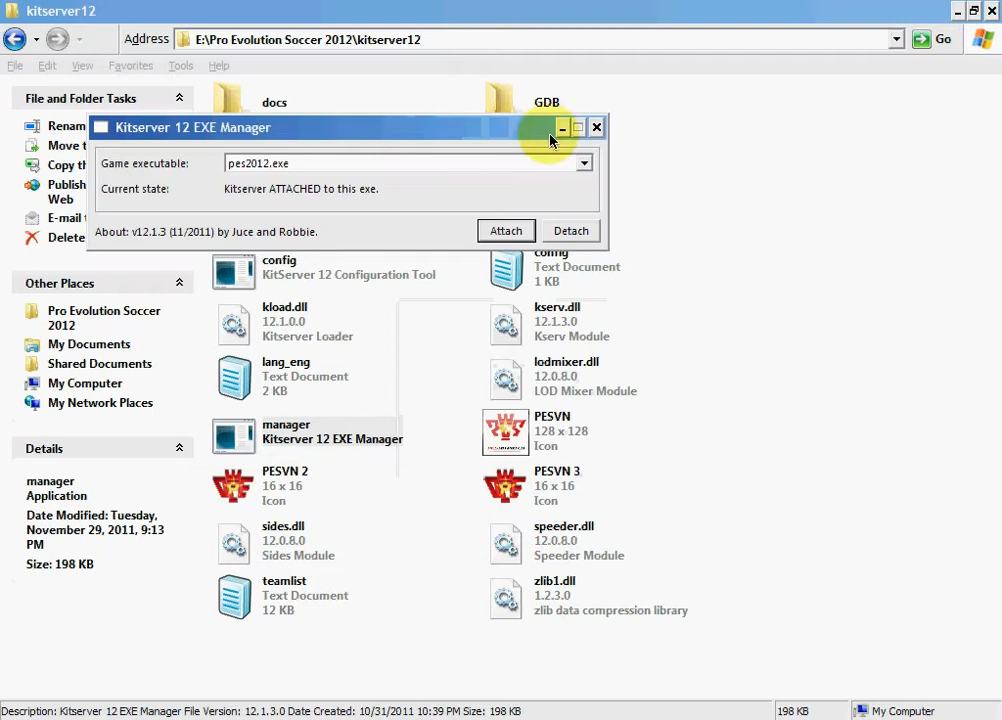 kitserver12
Address E:\Pro Evolution Soccer 2012\kitserver12 Go
File Edit View Favorites Tools Help
File and Folder Tasks
Renam
Move t
Copy th
Publish
Web
E-mail t
Delete
Other Places
Pro Evolution Soccer
2012
My Documents
Shared Documents
My Computer
My Network Places
Details
manager
Application
Date Modified: Tuesday,
November 29, 2011, 9:13
PM
Size: 198 KB
docs
GDB
Kitserver 12 EXE Manager
Game executable: pes2012.exe
Current state: Kitserver ATTACHED to this exe.
About: v12.1.3 (11/2011) by Juce and Robbie.
Attach Detach
config
KitServer 12 Configuration Tool
config
Text Document
1 KB
kload.dll
12.1.0.0
Kitserver Loader
kserv.dll
12.1.3.0
Kserv Module
lang_eng
Text Document
2 KB
lodmixer.dll
12.0.8.0
LOD Mixer Module
manager
Kitserver 12 EXE Manager
PESVN
128 x 128
Icon
PESVN 2
16 x 16
Icon
PESVN 3
16 x 16
Icon
sides.dll
12.0.8.0
Sides Module
speeder.dll
12.0.8.0
Speeder Module
teamlist
Text Document
12 KB
zlib1.dll
1.2.3.0
zlib data compression library
Description: Kitserver 12 EXE Manager File Version: 12.1.3.0 Date Created: 10/31/2011 10:39 PM Size: 198 KB
198 KB
My Computer